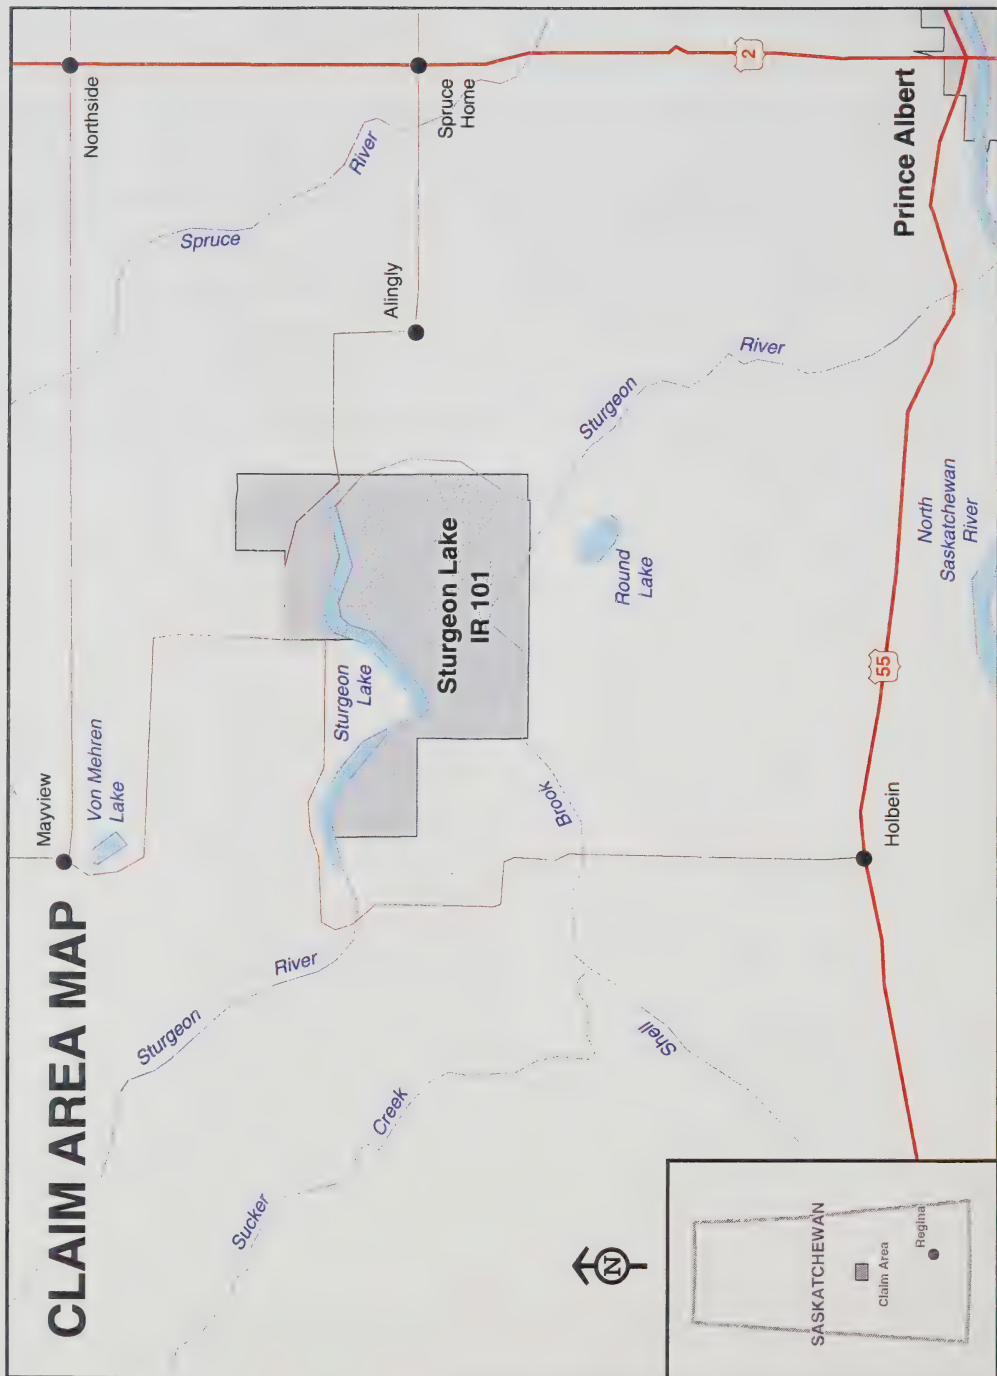 CLAIM AREA MAP
Mayview
Von Mehren
Lake
Northside
Spruce
River
Sturgeon
River
Sturgeon
Lake
Alingly
Spruce
Home
Sucker
Creek
Sturgeon Lake
IR 101
Brook
Shell
Round
Lake
Sturgeon
River
2
Holbein
55
North
Saskatchewan
River
Prince Albert
N
SASKATCHEWAN
Claim Area
Regina